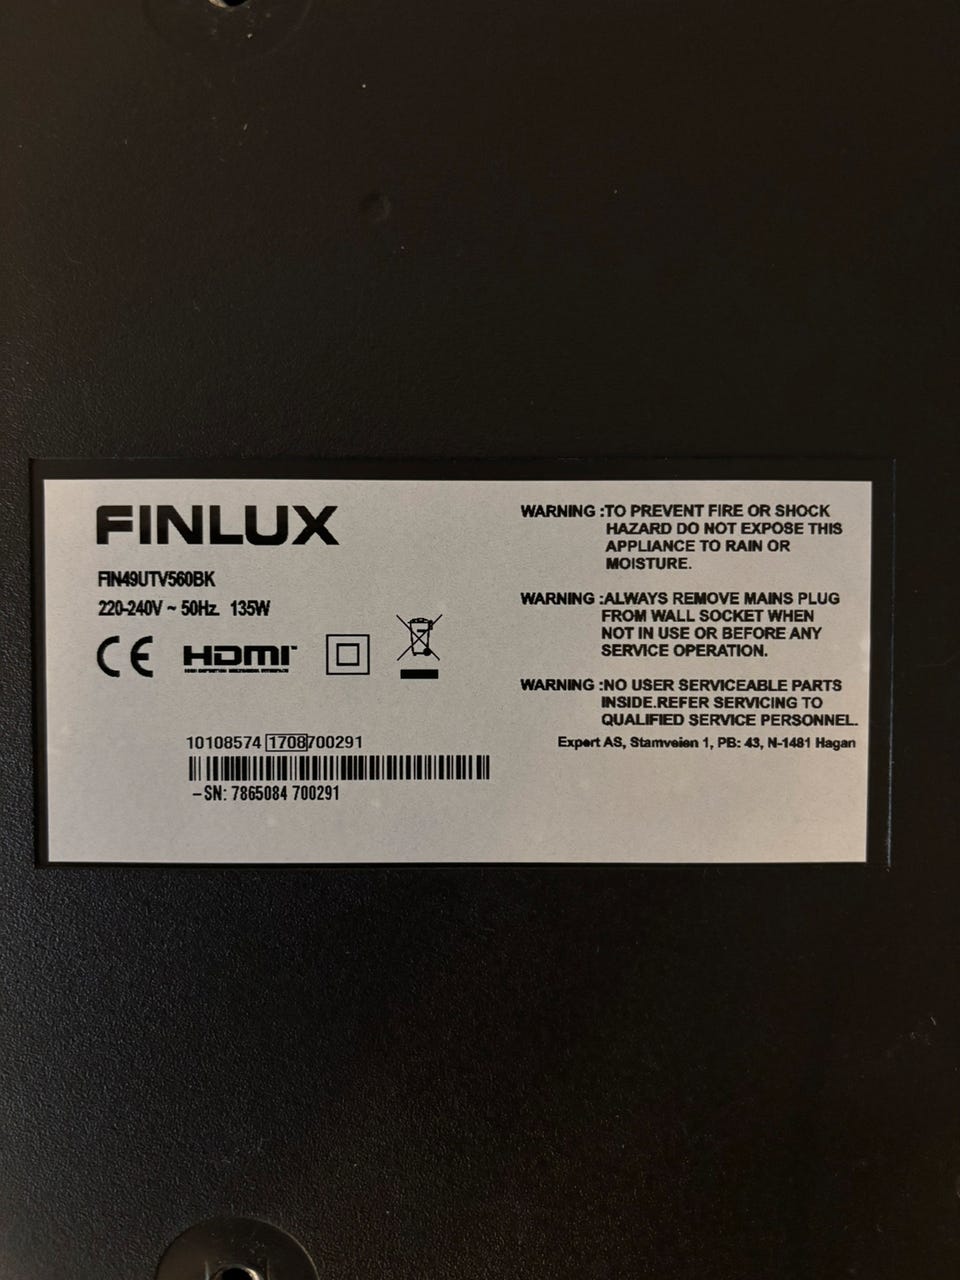 FINLUX
FIN49UTV560BK
220-240V ~ 50Hz. 135W
CE HDMI
10108574 1708700291
-SN: 7865084 700291
WARNING :TO PREVENT FIRE OR SHOCK
HAZARD DO NOT EXPOSE THIS
APPLIANCE TO RAIN OR
MOISTURE.
WARNING :ALWAYS REMOVE MAINS PLUG
FROM WALL SOCKET WHEN
NOT IN USE OR BEFORE ANY
SERVICE OPERATION.
WARNING :NO USER SERVICEABLE PARTS
INSIDE.REFER SERVICING TO
QUALIFIED SERVICE PERSONNEL.
Expert AS, Stamveien 1, PB: 43, N-1481 Hagan